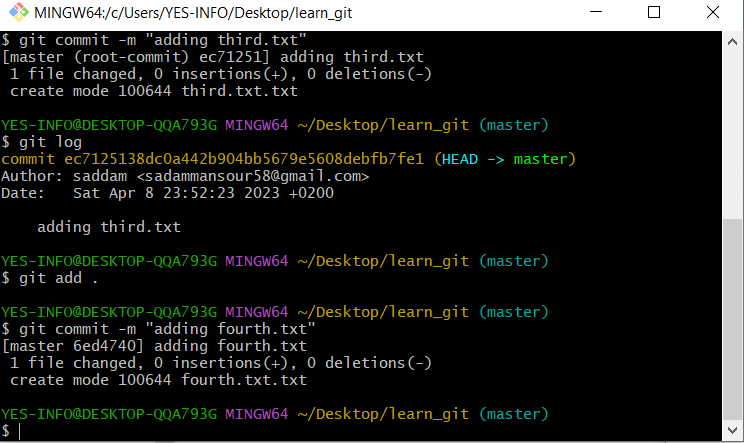 MINGW64:/c/Users/YES-INFO/Desktop/learn_git
$ git commit -m "adding third.txt"
[master (root-commit) ec71251] adding third.txt
 1 file changed, 0 insertions(+), 0 deletions(-)
 create mode 100644 third.txt.txt

YES-INFO@DESKTOP-QQA793G MINGW64 ~/Desktop/learn_git (master)
$ git log
commit ec7125138dc0a442b904bb5679e5608debfb7fe1 (HEAD -> master)
Author: saddam <sadammansour58@gmail.com>
Date:   Sat Apr 8 23:52:23 2023 +0200

    adding third.txt

YES-INFO@DESKTOP-QQA793G MINGW64 ~/Desktop/learn_git (master)
$ git add .

YES-INFO@DESKTOP-QQA793G MINGW64 ~/Desktop/learn_git (master)
$ git commit -m "adding fourth.txt"
[master 6ed4740] adding fourth.txt
 1 file changed, 0 insertions(+), 0 deletions(-)
 create mode 100644 fourth.txt.txt

YES-INFO@DESKTOP-QQA793G MINGW64 ~/Desktop/learn_git (master)
$